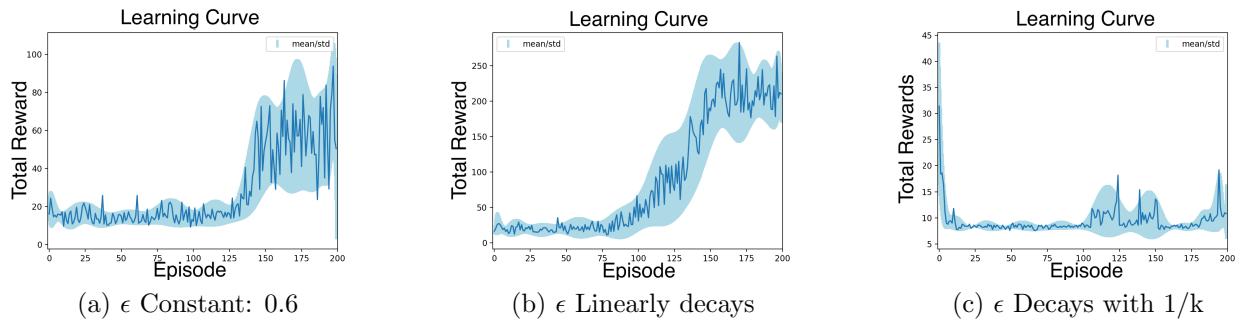 Learning Curve
mean/std
Total Reward
100
80
60
40
20
0
0 25 50 75 100 125 150 175 200
Episode
(a) ϵ Constant: 0.6
Learning Curve
mean/std
Total Reward
250
200
150
100
50
0
0 25 50 75 100 125 150 175 200
Episode
(b) ϵ Linearly decays
Learning Curve
mean/std
Total Rewards
45
40
35
30
25
20
15
10
5
0 25 50 75 100 125 150 175 200
Episode
(c) ϵ Decays with 1/k